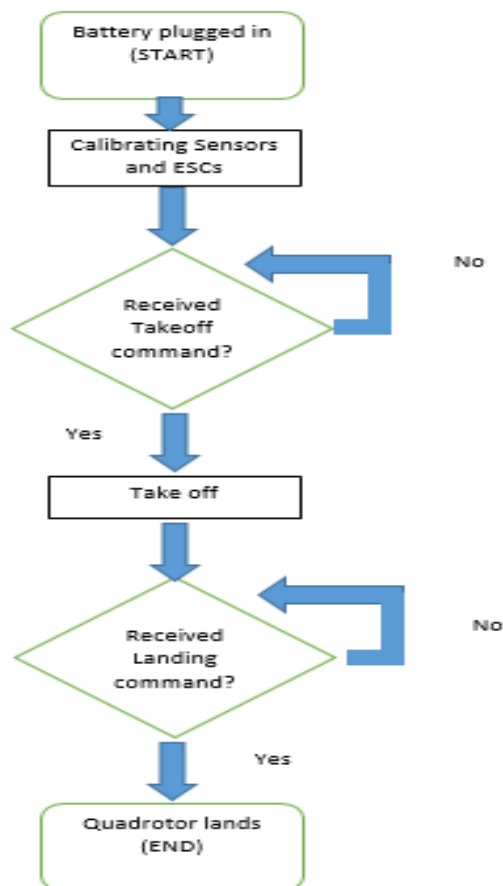 Battery plugged in
(START)
Calibrating Sensors
and ESCs
No
Received
Takeoff
command?
Yes
Take off
No
Received
Landing
command?
Yes
Quadrotor lands
(END)